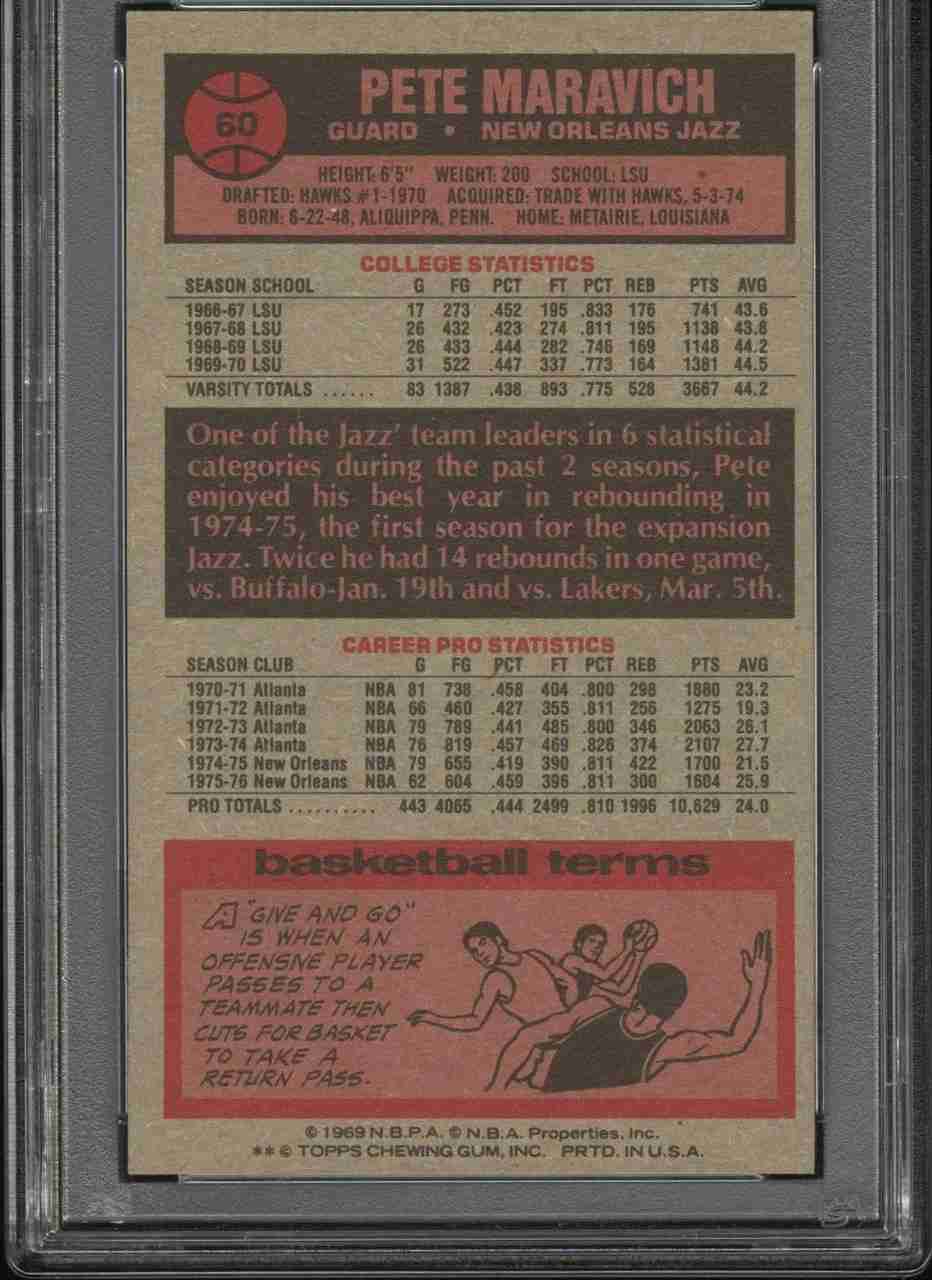 60
PETE MARAVICH
GUARD • NEW ORLEANS JAZZ
HEIGHT: 6'5" WEIGHT: 200 SCHOOL: LSU
DRAFTED: HAWKS #1-1970 ACQUIRED: TRADE WITH HAWKS, 5-3-74
BORN: 6-22-48, ALIQUIPPA, PENN. HOME: METAIRIE, LOUISIANA
COLLEGE STATISTICS
SEASON SCHOOL G FG PCT FT PCT REB PTS AVG
1966-67 LSU 17 273 .452 195 .833 176 741 43.6
1967-68 LSU 26 432 .423 274 .811 195 1138 43.8
1968-69 LSU 26 433 .444 282 .746 169 1148 44.2
1969-70 LSU 31 522 .447 337 .773 164 1381 44.5
VARSITY TOTALS ...... 83 1387 .438 893 .775 528 3667 44.2
One of the Jazz' team leaders in 6 statistical
categories during the past 2 seasons, Pete
enjoyed his best year in rebounding in
1974-75, the first season for the expansion
Jazz. Twice he had 14 rebounds in one game,
vs. Buffalo-Jan. 19th and vs. Lakers, Mar. 5th.
CAREER PRO STATISTICS
SEASON CLUB G FG PCT FT PCT REB PTS AVG
1970-71 Atlanta NBA 81 738 .458 404 .800 298 1880 23.2
1971-72 Atlanta NBA 66 460 .427 355 .811 256 1275 19.3
1972-73 Atlanta NBA 79 789 .441 485 .800 346 2063 26.1
1973-74 Atlanta NBA 76 819 .457 469 .826 374 2107 27.7
1974-75 New Orleans NBA 79 655 .419 390 .811 422 1700 21.5
1975-76 New Orleans NBA 62 604 .459 396 .811 300 1604 25.9
PRO TOTALS .......... 443 4065 .444 2499 .810 1996 10,629 24.0
basketball terms
A "GIVE AND GO"
IS WHEN AN
OFFENSIVE PLAYER
PASSES TO A
TEAMMATE THEN
CUTS FOR BASKET
TO TAKE A
RETURN PASS.
© 1969 N.B.P.A. © N.B.A. Properties, Inc.
** © TOPPS CHEWING GUM, INC. PRTD. IN U.S.A.